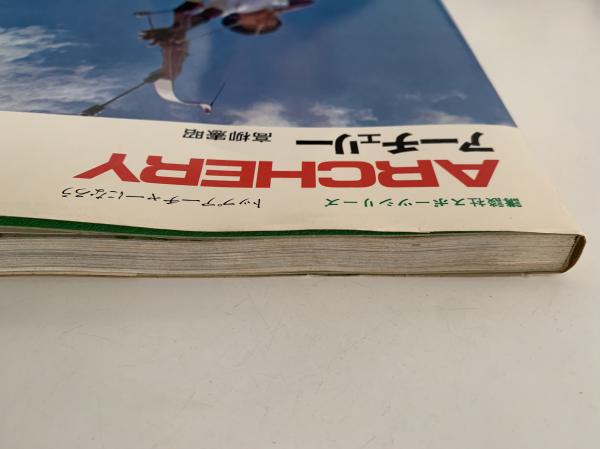 講談社スポーツシリーズ
トップアーチャーになろう
ARCHERY
アーチェリー
高柳憲昭